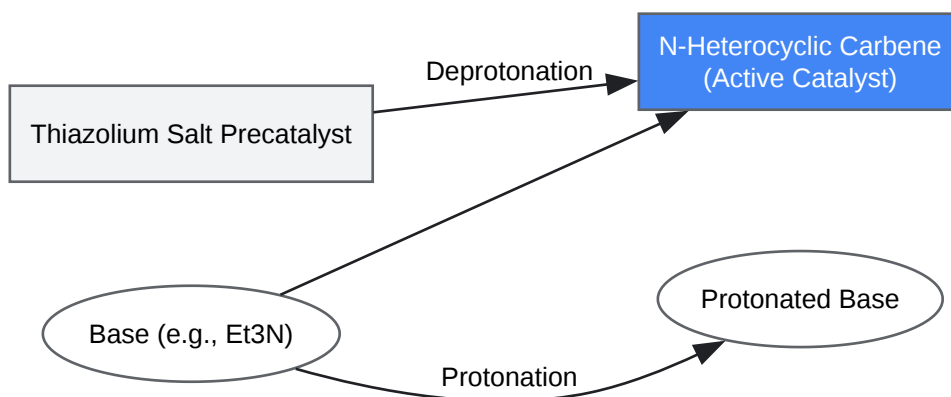 N-Heterocyclic Carbene
(Active Catalyst)
Deprotonation
Thiazolium Salt Precatalyst
Protonated Base
Base (e.g., Et3N)
Protonation